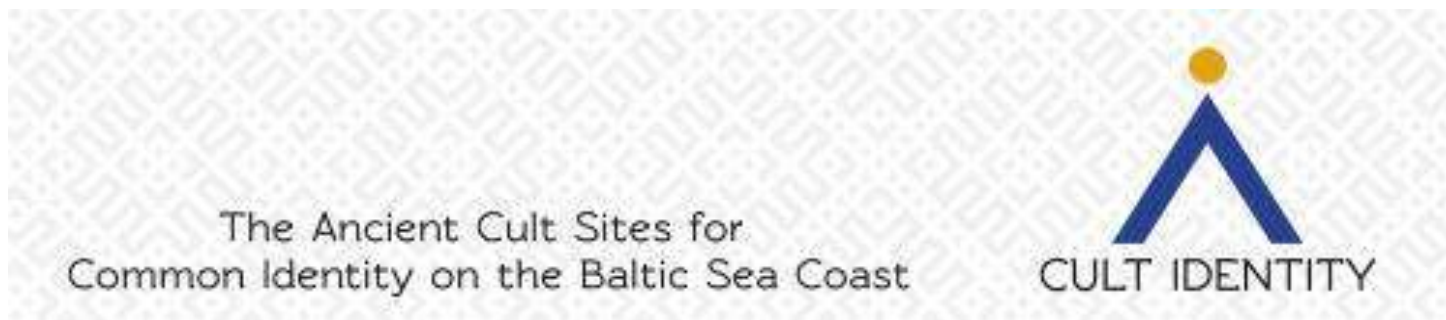 The Ancient Cult Sites for
Common Identity on the Baltic Sea Coast
CULT IDENTITY